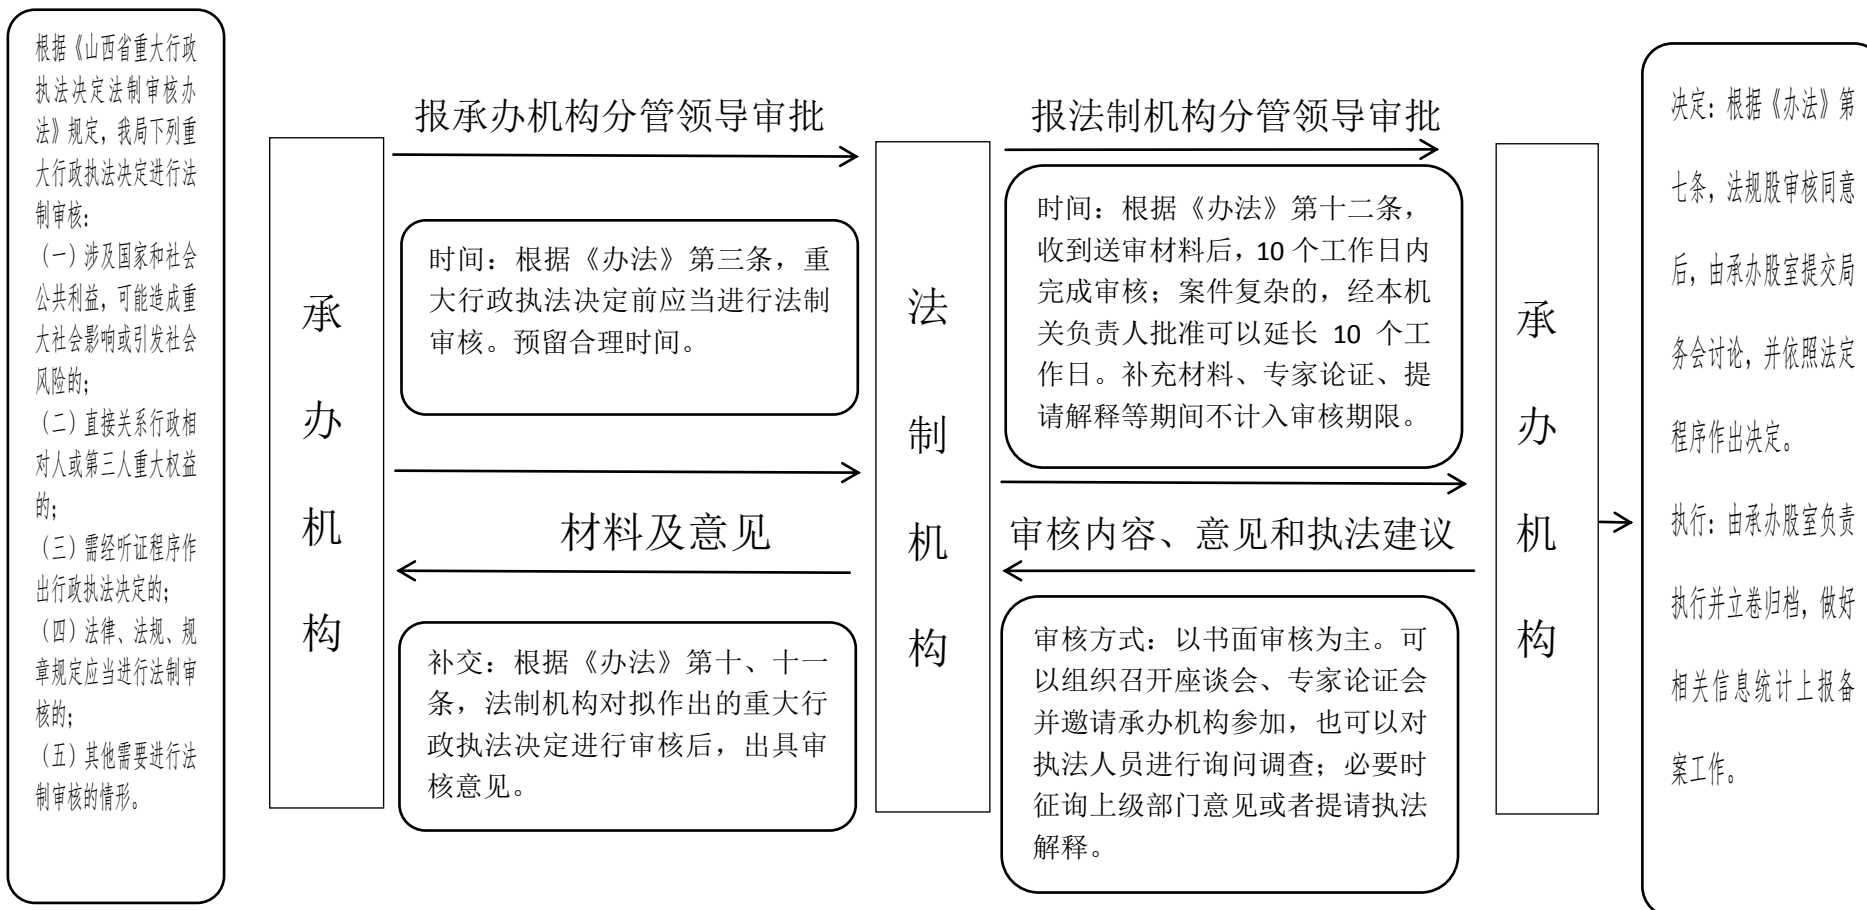 根据《山西省重大行政
执法决定法制审核办
法》规定，我局下列重
大行政执法决定进行法
制审核：
（一）涉及国家和社会
公共利益，可能造成重
大社会影响或引发社会
风险的；
（二）直接关系行政相
对人或第三人重大权益
的；
（三）需经听证程序作
出行政执法决定的；
（四）法律、法规、规
章规定应当进行法制审
核的；
（五）其他需要进行法
制审核的情形。
承办机构
报承办机构分管领导审批
时间：根据《办法》第三条，重
大行政执法决定前应当进行法制
审核。预留合理时间。
材料及意见
补交：根据《办法》第十、十一
条，法制机构对拟作出的重大行
政执法决定进行审核后，出具审
核意见。
法制机构
报法制机构分管领导审批
时间：根据《办法》第十二条，
收到送审材料后，10 个工作日内
完成审核；案件复杂的，经本机
关负责人批准可以延长 10 个工
作日。补充材料、专家论证、提
请解释等期间不计入审核期限。
审核内容、意见和执法建议
审核方式：以书面审核为主。可
以组织召开座谈会、专家论证会
并邀请承办机构参加，也可以对
执法人员进行询问调查；必要时
征询上级部门意见或者提请执法
解释。
承办机构
决定：根据《办法》第
七条，法规股审核同意
后，由承办股室提交局
务会讨论，并依照法定
程序作出决定。
执行：由承办股室负责
执行并立卷归档，做好
相关信息统计上报备
案工作。